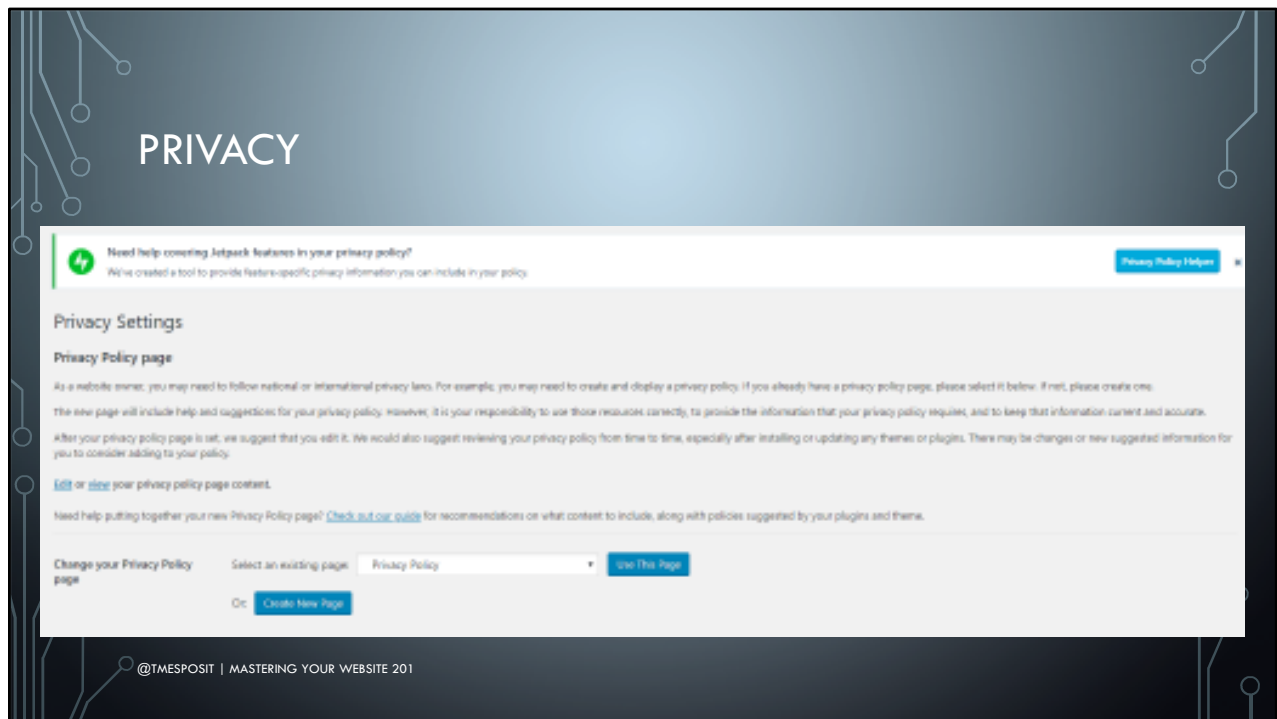 PRIVACY
Need help covering Jetpack features in your privacy policy?
We've created a tool to provide feature-specific privacy information you can include in your policy.
Privacy Policy Helper
Privacy Settings
Privacy Policy page
As a website owner, you may need to follow national or international privacy laws. For example, you may need to create and display a privacy policy. If you already have a privacy policy page, please select it below. If not, please create one.
The new page will include help and suggestions for your privacy policy. However, it is your responsibility to use those resources correctly, to provide the information that your privacy policy requires, and to keep that information current and accurate.
After your privacy policy page is set, we suggest that you edit it. We would also suggest reviewing your privacy policy from time to time, especially after installing or updating any themes or plugins. There may be changes or new suggested information for
you to consider adding to your policy.
Edit or view your privacy policy page content.
Need help putting together your new Privacy Policy page? Check out our guide for recommendations on what content to include, along with policies suggested by your plugins and theme.
Change your Privacy Policy Select an existing page: Privacy Policy Use This Page
page
Or: Create New Page
@TMESPOSIT | MASTERING YOUR WEBSITE 201